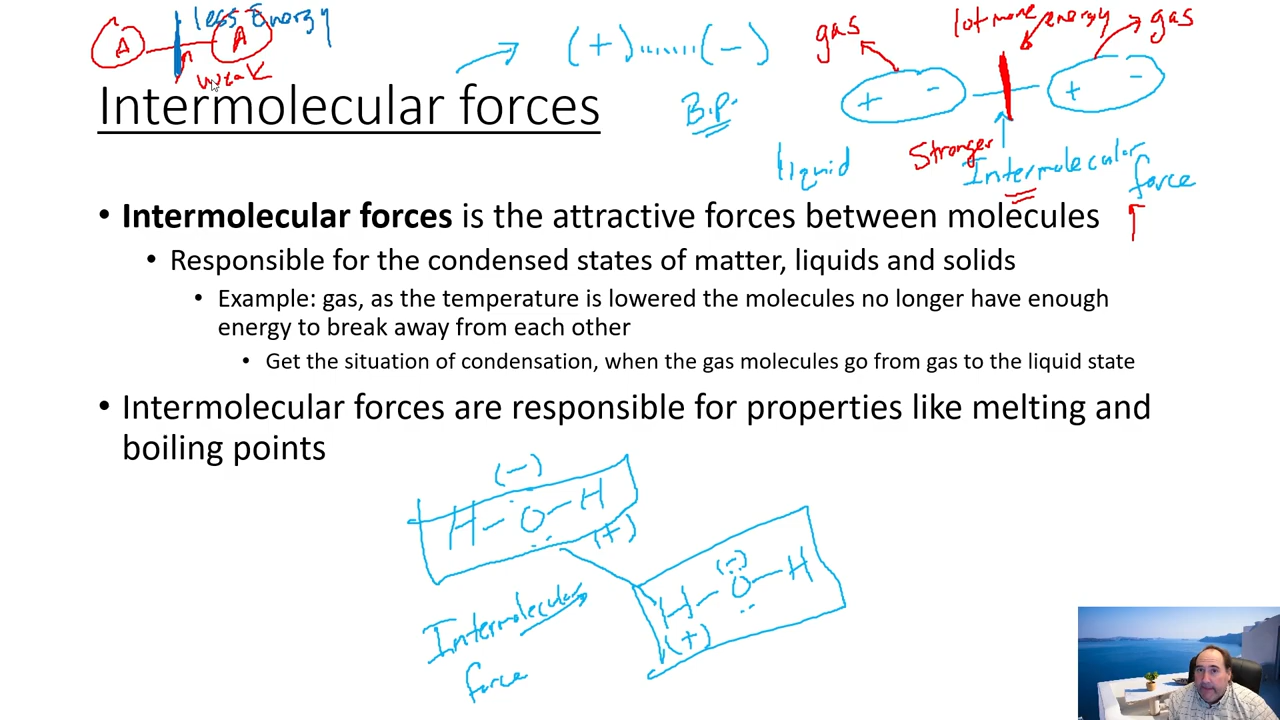 less Energy
A
A
weak
(+)......(-)
B.P.
gas
lot more energy
gas
+ -
+ -
liquid
Stronger
Intermolecular
force
Intermolecular forces
• Intermolecular forces is the attractive forces between molecules
• Responsible for the condensed states of matter, liquids and solids
• Example: gas, as the temperature is lowered the molecules no longer have enough
energy to break away from each other
• Get the situation of condensation, when the gas molecules go from gas to the liquid state
• Intermolecular forces are responsible for properties like melting and
boiling points
(-)
H-O-H
(+)
(-)
H-O-H
(+)
Intermolecular
force